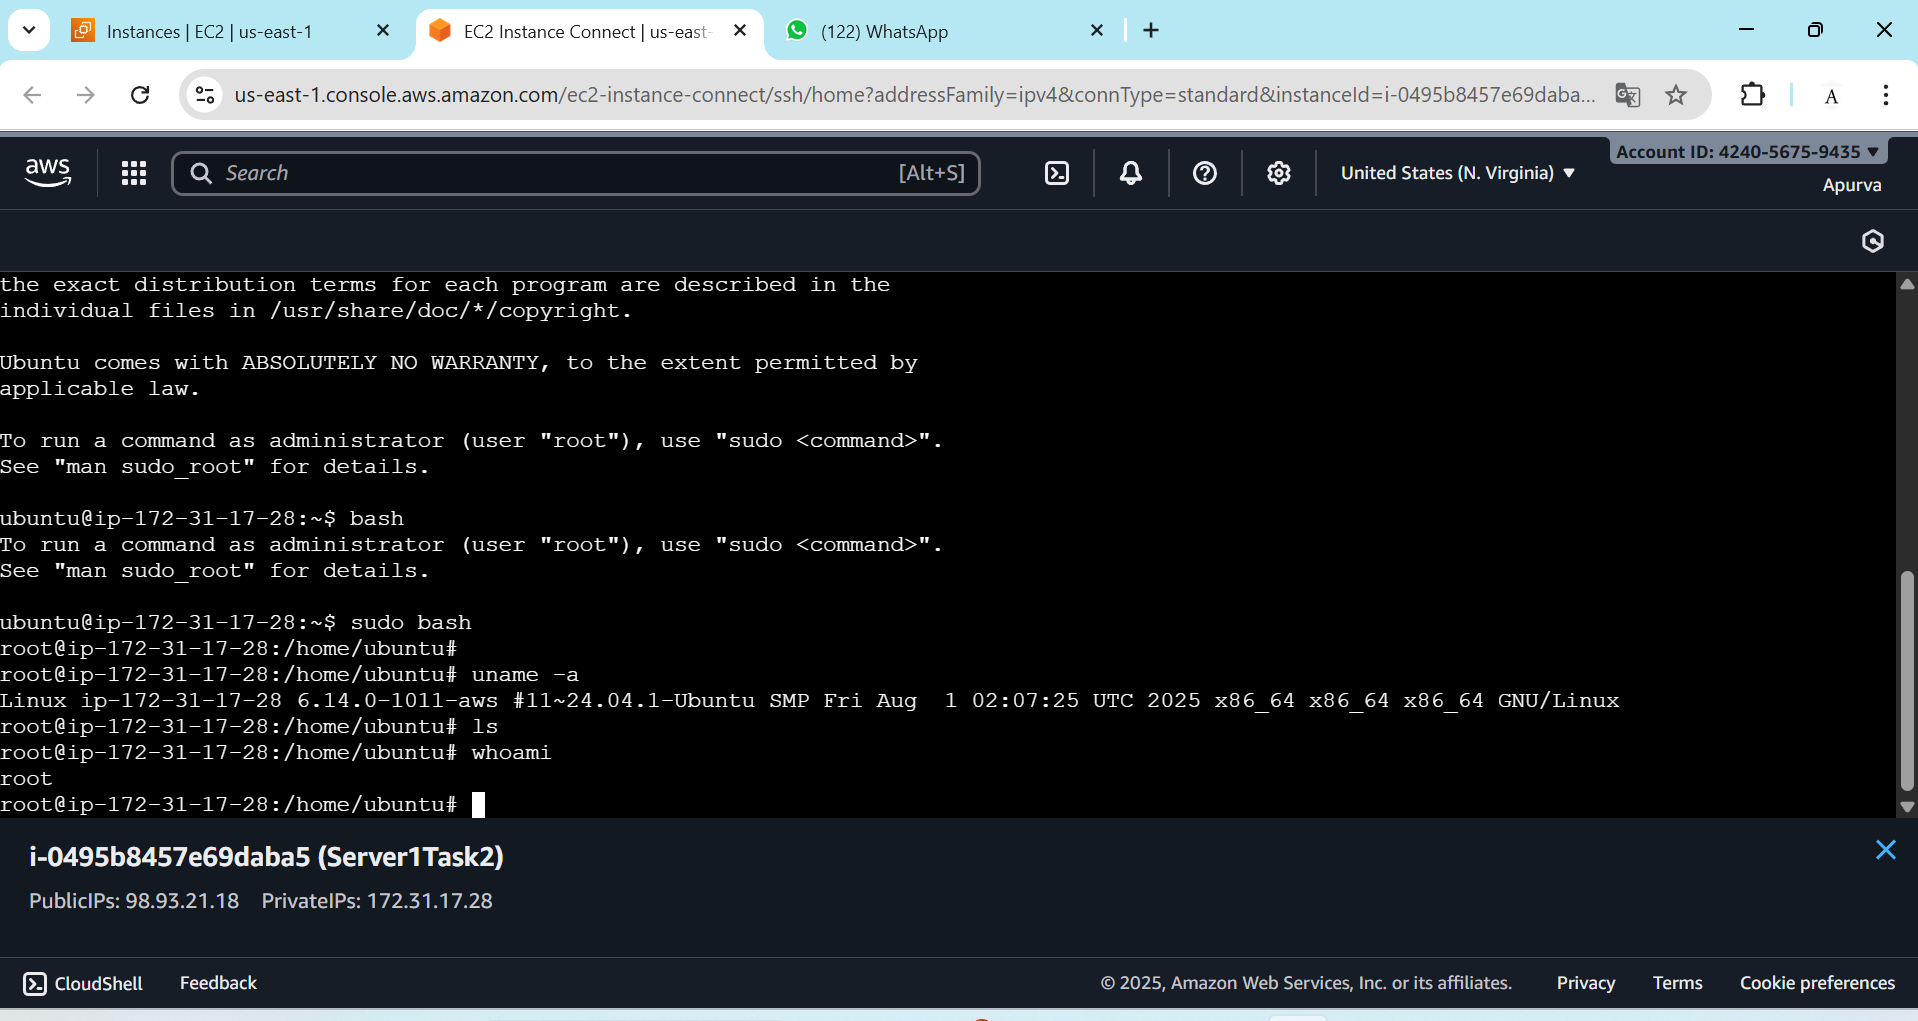 Instances | EC2 | us-east-1
EC2 Instance Connect | us-east-
(122) WhatsApp
us-east-1.console.aws.amazon.com/ec2-instance-connect/ssh/home?addressFamily=ipv4&connType=standard&instanceId=i-0495b8457e69daba...
A
aws
Search
[Alt+S]
United States (N. Virginia)
Account ID: 4240-5675-9435
Apurva
the exact distribution terms for each program are described in the
individual files in /usr/share/doc/*/copyright.
Ubuntu comes with ABSOLUTELY NO WARRANTY, to the extent permitted by
applicable law.
To run a command as administrator (user "root"), use "sudo <command>".
See "man sudo_root" for details.
ubuntu@ip-172-31-17-28:~$ bash
To run a command as administrator (user "root"), use "sudo <command>".
See "man sudo_root" for details.
ubuntu@ip-172-31-17-28:~$ sudo bash
root@ip-172-31-17-28:/home/ubuntu#
root@ip-172-31-17-28:/home/ubuntu# uname -a
Linux ip-172-31-17-28 6.14.0-1011-aws #11~24.04.1-Ubuntu SMP Fri Aug  1 02:07:25 UTC 2025 x86_64 x86_64 x86_64 GNU/Linux
root@ip-172-31-17-28:/home/ubuntu# ls
root@ip-172-31-17-28:/home/ubuntu# whoami
root
root@ip-172-31-17-28:/home/ubuntu#
i-0495b8457e69daba5 (Server1Task2)
PublicIPs: 98.93.21.18    PrivateIPs: 172.31.17.28
CloudShell
Feedback
© 2025, Amazon Web Services, Inc. or its affiliates.
Privacy
Terms
Cookie preferences